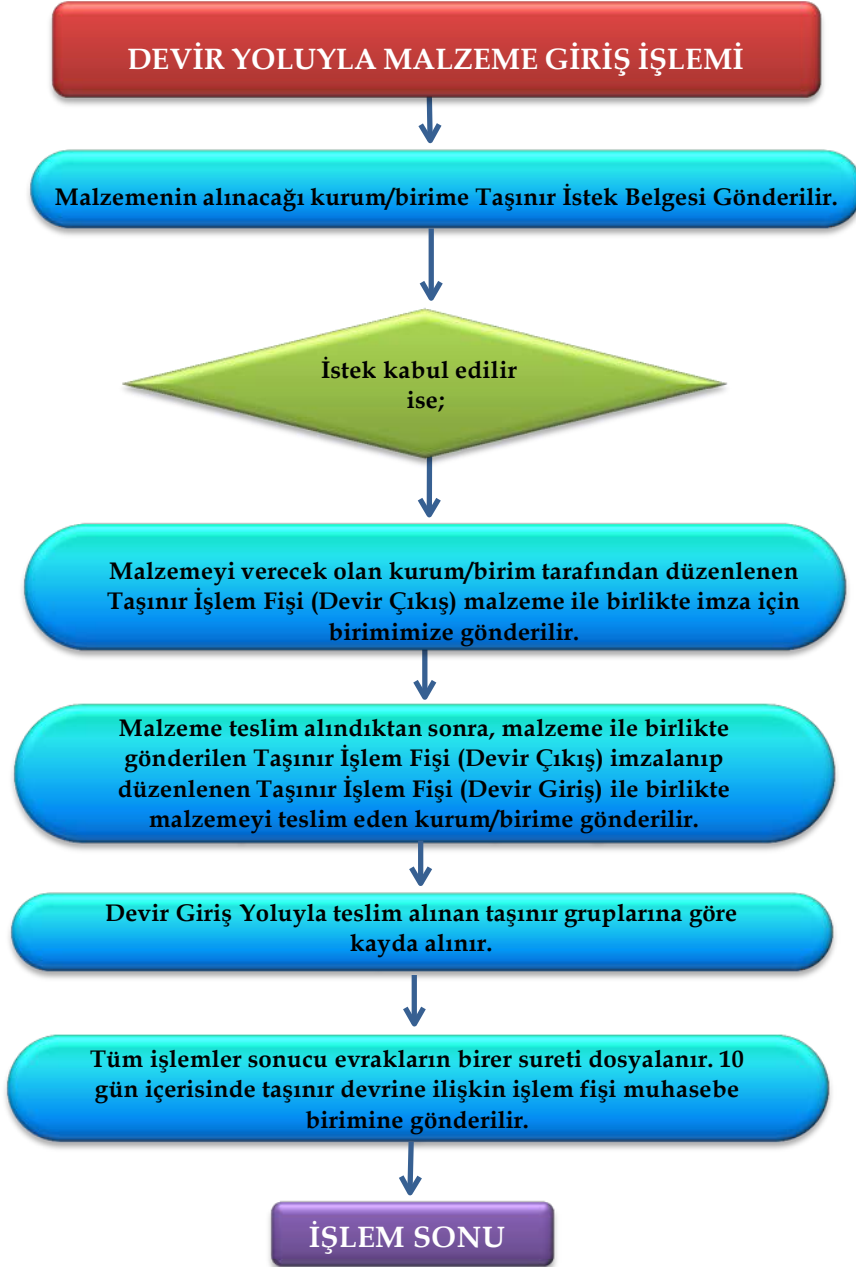 DEVİR YOLUYLA MALZEME GİRİŞ İŞLEMİ
Malzemenin alınacağı kurum/birime Taşınır İstek Belgesi Gönderilir.
İstek kabul edilir
ise;
Malzemeyi verecek olan kurum/birim tarafından düzenlenen
Taşınır İşlem Fişi (Devir Çıkış) malzeme ile birlikte imza için
birimimize gönderilir.
Malzeme teslim alındıktan sonra, malzeme ile birlikte
gönderilen Taşınır İşlem Fişi (Devir Çıkış) imzalanıp
düzenlenen Taşınır İşlem Fişi (Devir Giriş) ile birlikte
malzemeyi teslim eden kurum/birime gönderilir.
Devir Giriş Yoluyla teslim alınan taşınır gruplarına göre
kayda alınır.
Tüm işlemler sonucu evrakların birer sureti dosyalanır. 10
gün içerisinde taşınır devrine ilişkin işlem fişi muhasebe
birimine gönderilir.
İŞLEM SONU